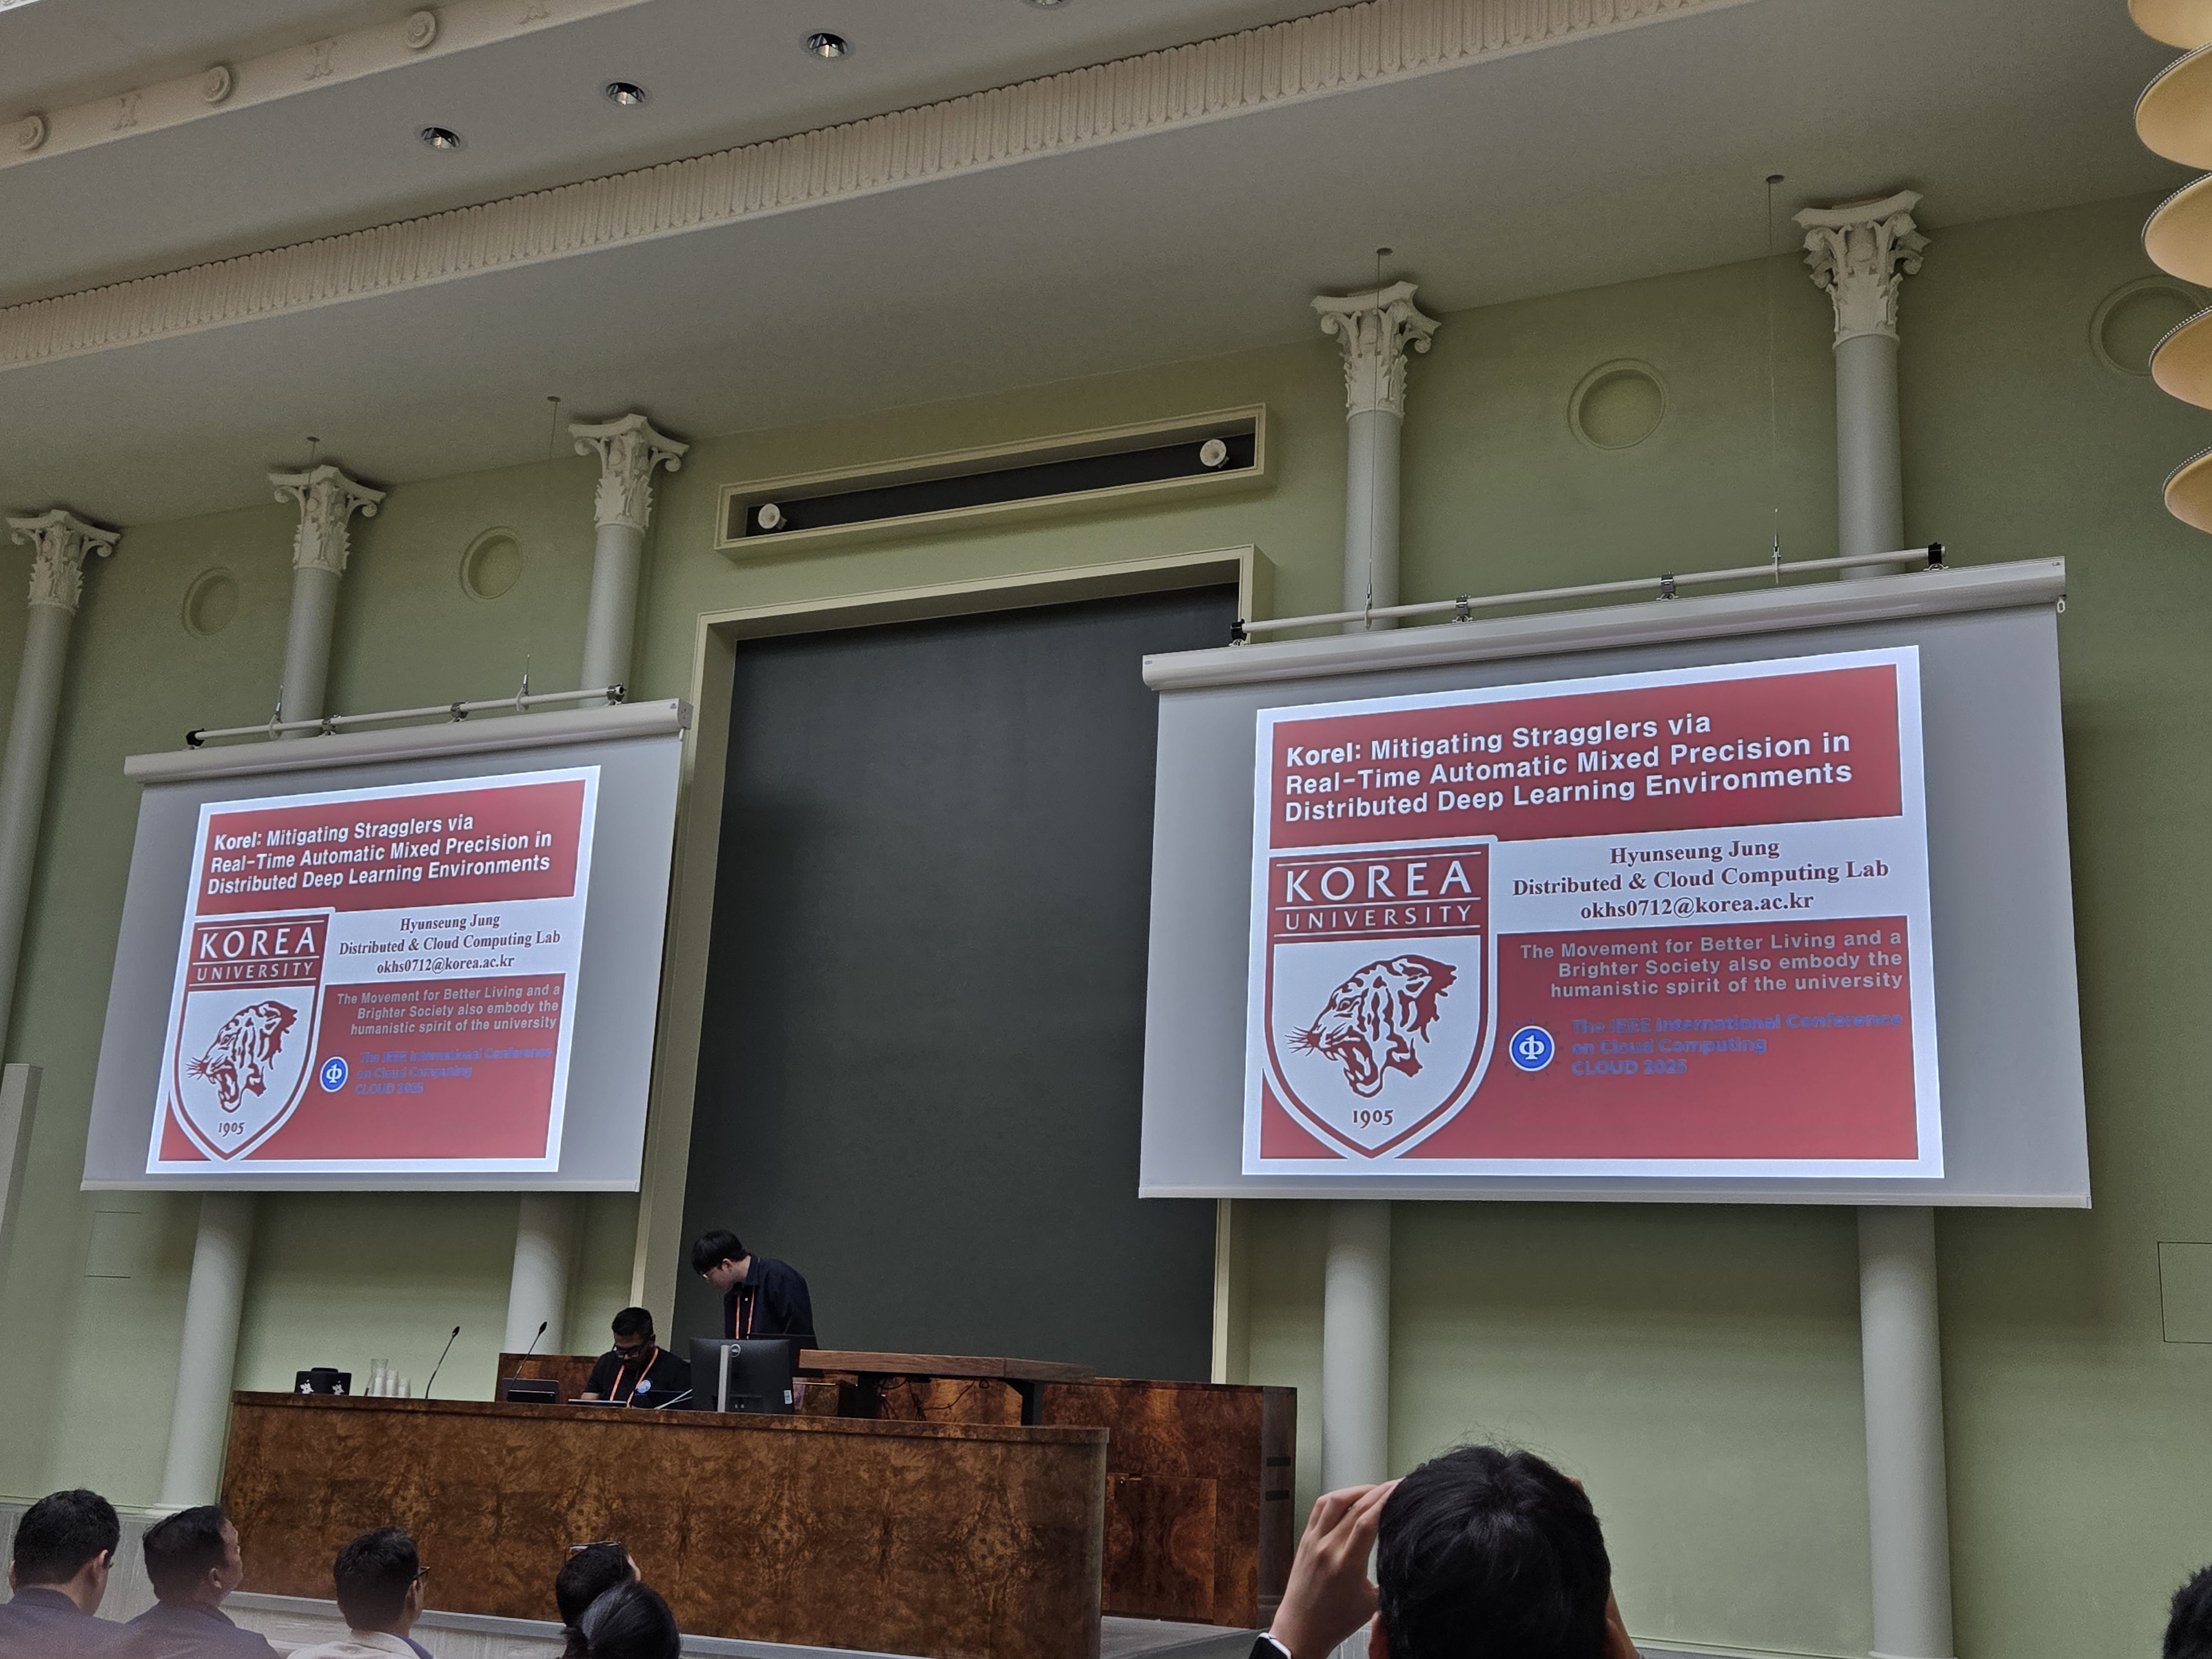 Korel: Mitigating Stragglers via
Real-Time Automatic Mixed Precision in
Distributed Deep Learning Environments
KOREA
UNIVERSITY
1905
Hyunseung Jung
Distributed & Cloud Computing Lab
okhs0712@korea.ac.kr
The Movement for Better Living and a
Brighter Society also embody the
humanistic spirit of the university
The IEEE International Conference
on Cloud Computing
CLOUD 2025
Korel: Mitigating Stragglers via
Real-Time Automatic Mixed Precision in
Distributed Deep Learning Environments
KOREA
UNIVERSITY
1905
Hyunseung Jung
Distributed & Cloud Computing Lab
okhs0712@korea.ac.kr
The Movement for Better Living and a
Brighter Society also embody the
humanistic spirit of the university
The IEEE International Conference
on Cloud Computing
CLOUD 2025
DELL